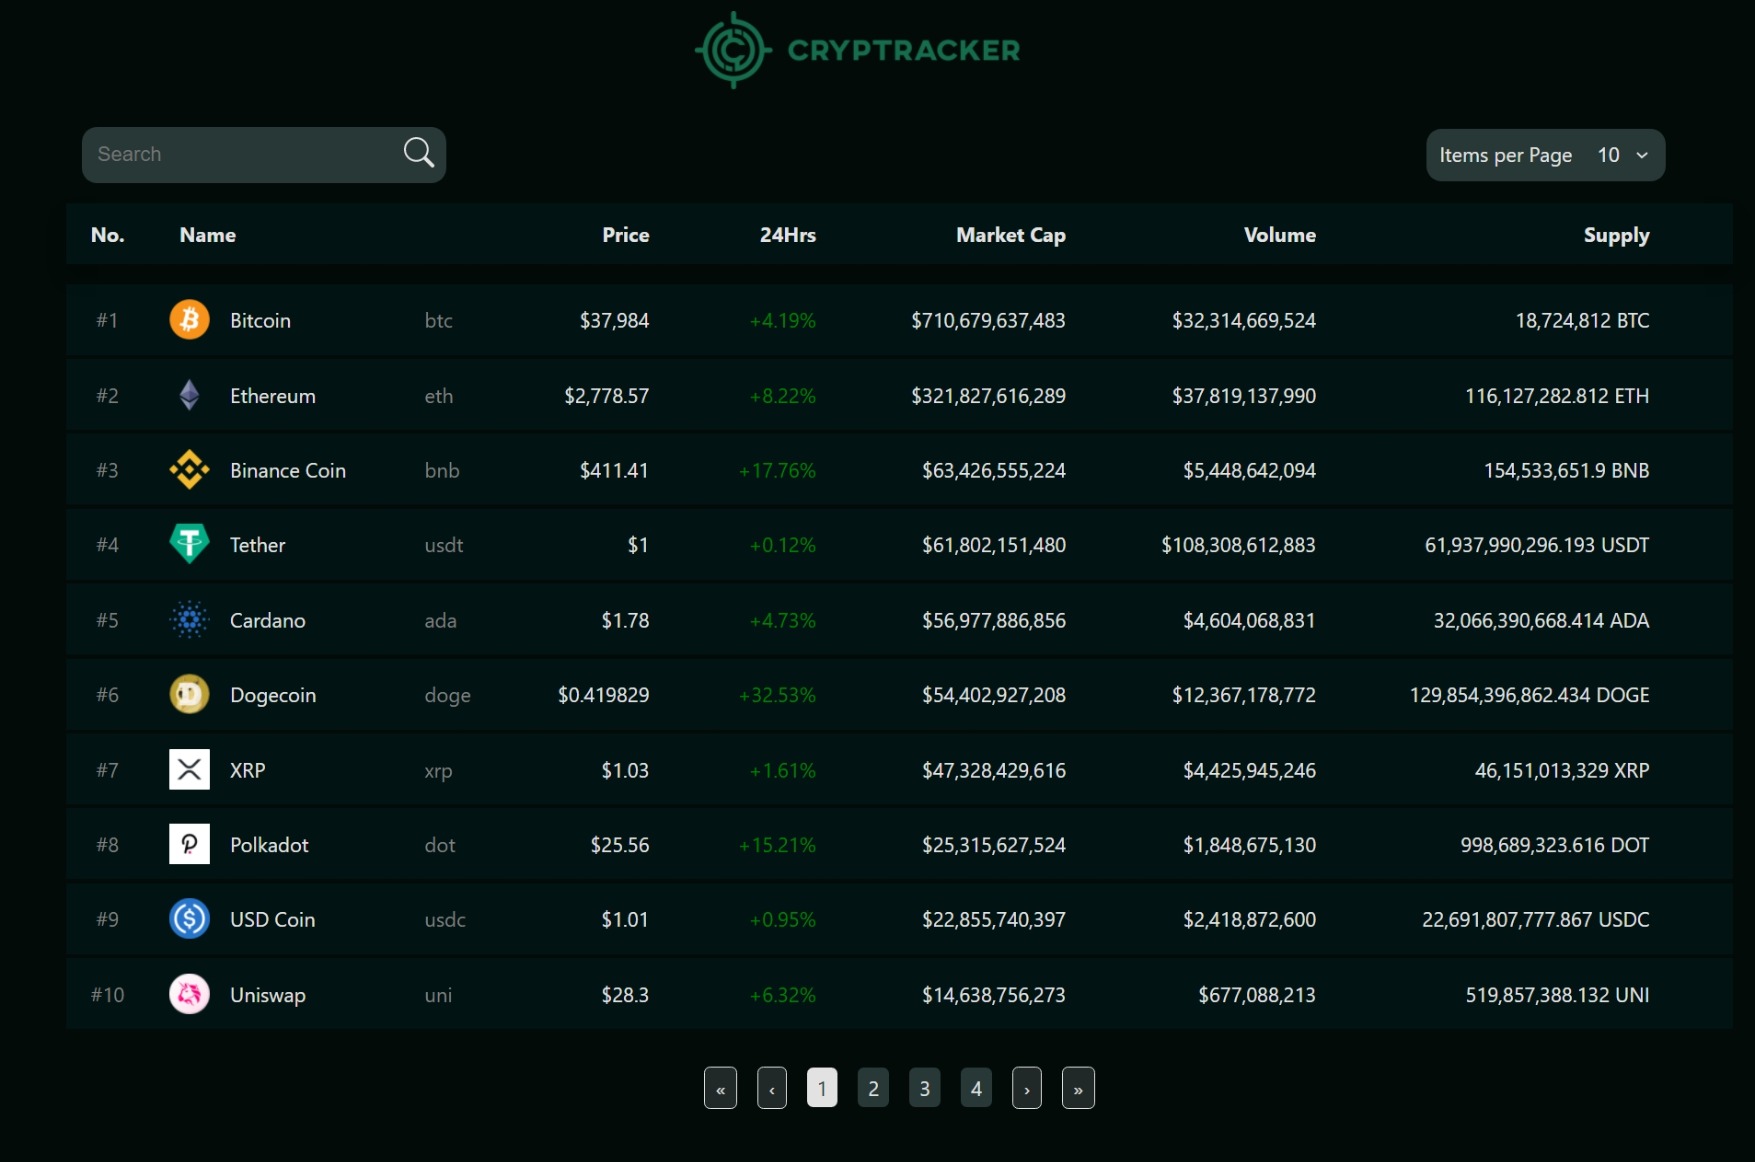 CRYPTRACKER
Search
Items per Page 10
No. Name Price 24Hrs Market Cap Volume Supply
#1 Bitcoin btc $37,984 +4.19% $710,679,637,483 $32,314,669,524 18,724,812 BTC
#2 Ethereum eth $2,778.57 +8.22% $321,827,616,289 $37,819,137,990 116,127,282.812 ETH
#3 Binance Coin bnb $411.41 +17.76% $63,426,555,224 $5,448,642,094 154,533,651.9 BNB
#4 Tether usdt $1 +0.12% $61,802,151,480 $108,308,612,883 61,937,990,296.193 USDT
#5 Cardano ada $1.78 +4.73% $56,977,886,856 $4,604,068,831 32,066,390,668.414 ADA
#6 Dogecoin doge $0.419829 +32.53% $54,402,927,208 $12,367,178,772 129,854,396,862.434 DOGE
#7 XRP xrp $1.03 +1.61% $47,328,429,616 $4,425,945,246 46,151,013,329 XRP
#8 Polkadot dot $25.56 +15.21% $25,315,627,524 $1,848,675,130 998,689,323.616 DOT
#9 USD Coin usdc $1.01 +0.95% $22,855,740,397 $2,418,872,600 22,691,807,777.867 USDC
#10 Uniswap uni $28.3 +6.32% $14,638,756,273 $677,088,213 519,857,388.132 UNI
« ‹ 1 2 3 4 › »